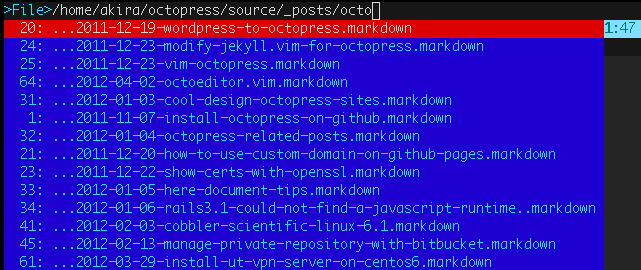 >File>/home/akira/octopress/source/_posts/octo
20: ...2011-12-19-wordpress-to-octopress.markdown 1:47
24: ...2011-12-23-modify-jekyll.vim-for-octopress.markdown
25: ...2011-12-23-vim-octopress.markdown
64: ...2012-04-02-octoeditor.vim.markdown
31: ...2012-01-03-cool-design-octopress-sites.markdown
1: ...2011-11-07-install-octopress-on-github.markdown
32: ...2012-01-04-octopress-related-posts.markdown
21: ...2011-12-20-how-to-use-custom-domain-on-github-pages.markdown
23: ...2011-12-22-show-certs-with-openssl.markdown
33: ...2012-01-05-here-document-tips.markdown
34: ...2012-01-06-rails3.1-could-not-find-a-javascript-runtime..markdown
41: ...2012-02-03-cobbler-scientific-linux-6.1.markdown
45: ...2012-02-13-manage-private-repository-with-bitbucket.markdown
61: ...2012-03-29-install-ut-vpn-server-on-centos6.markdown